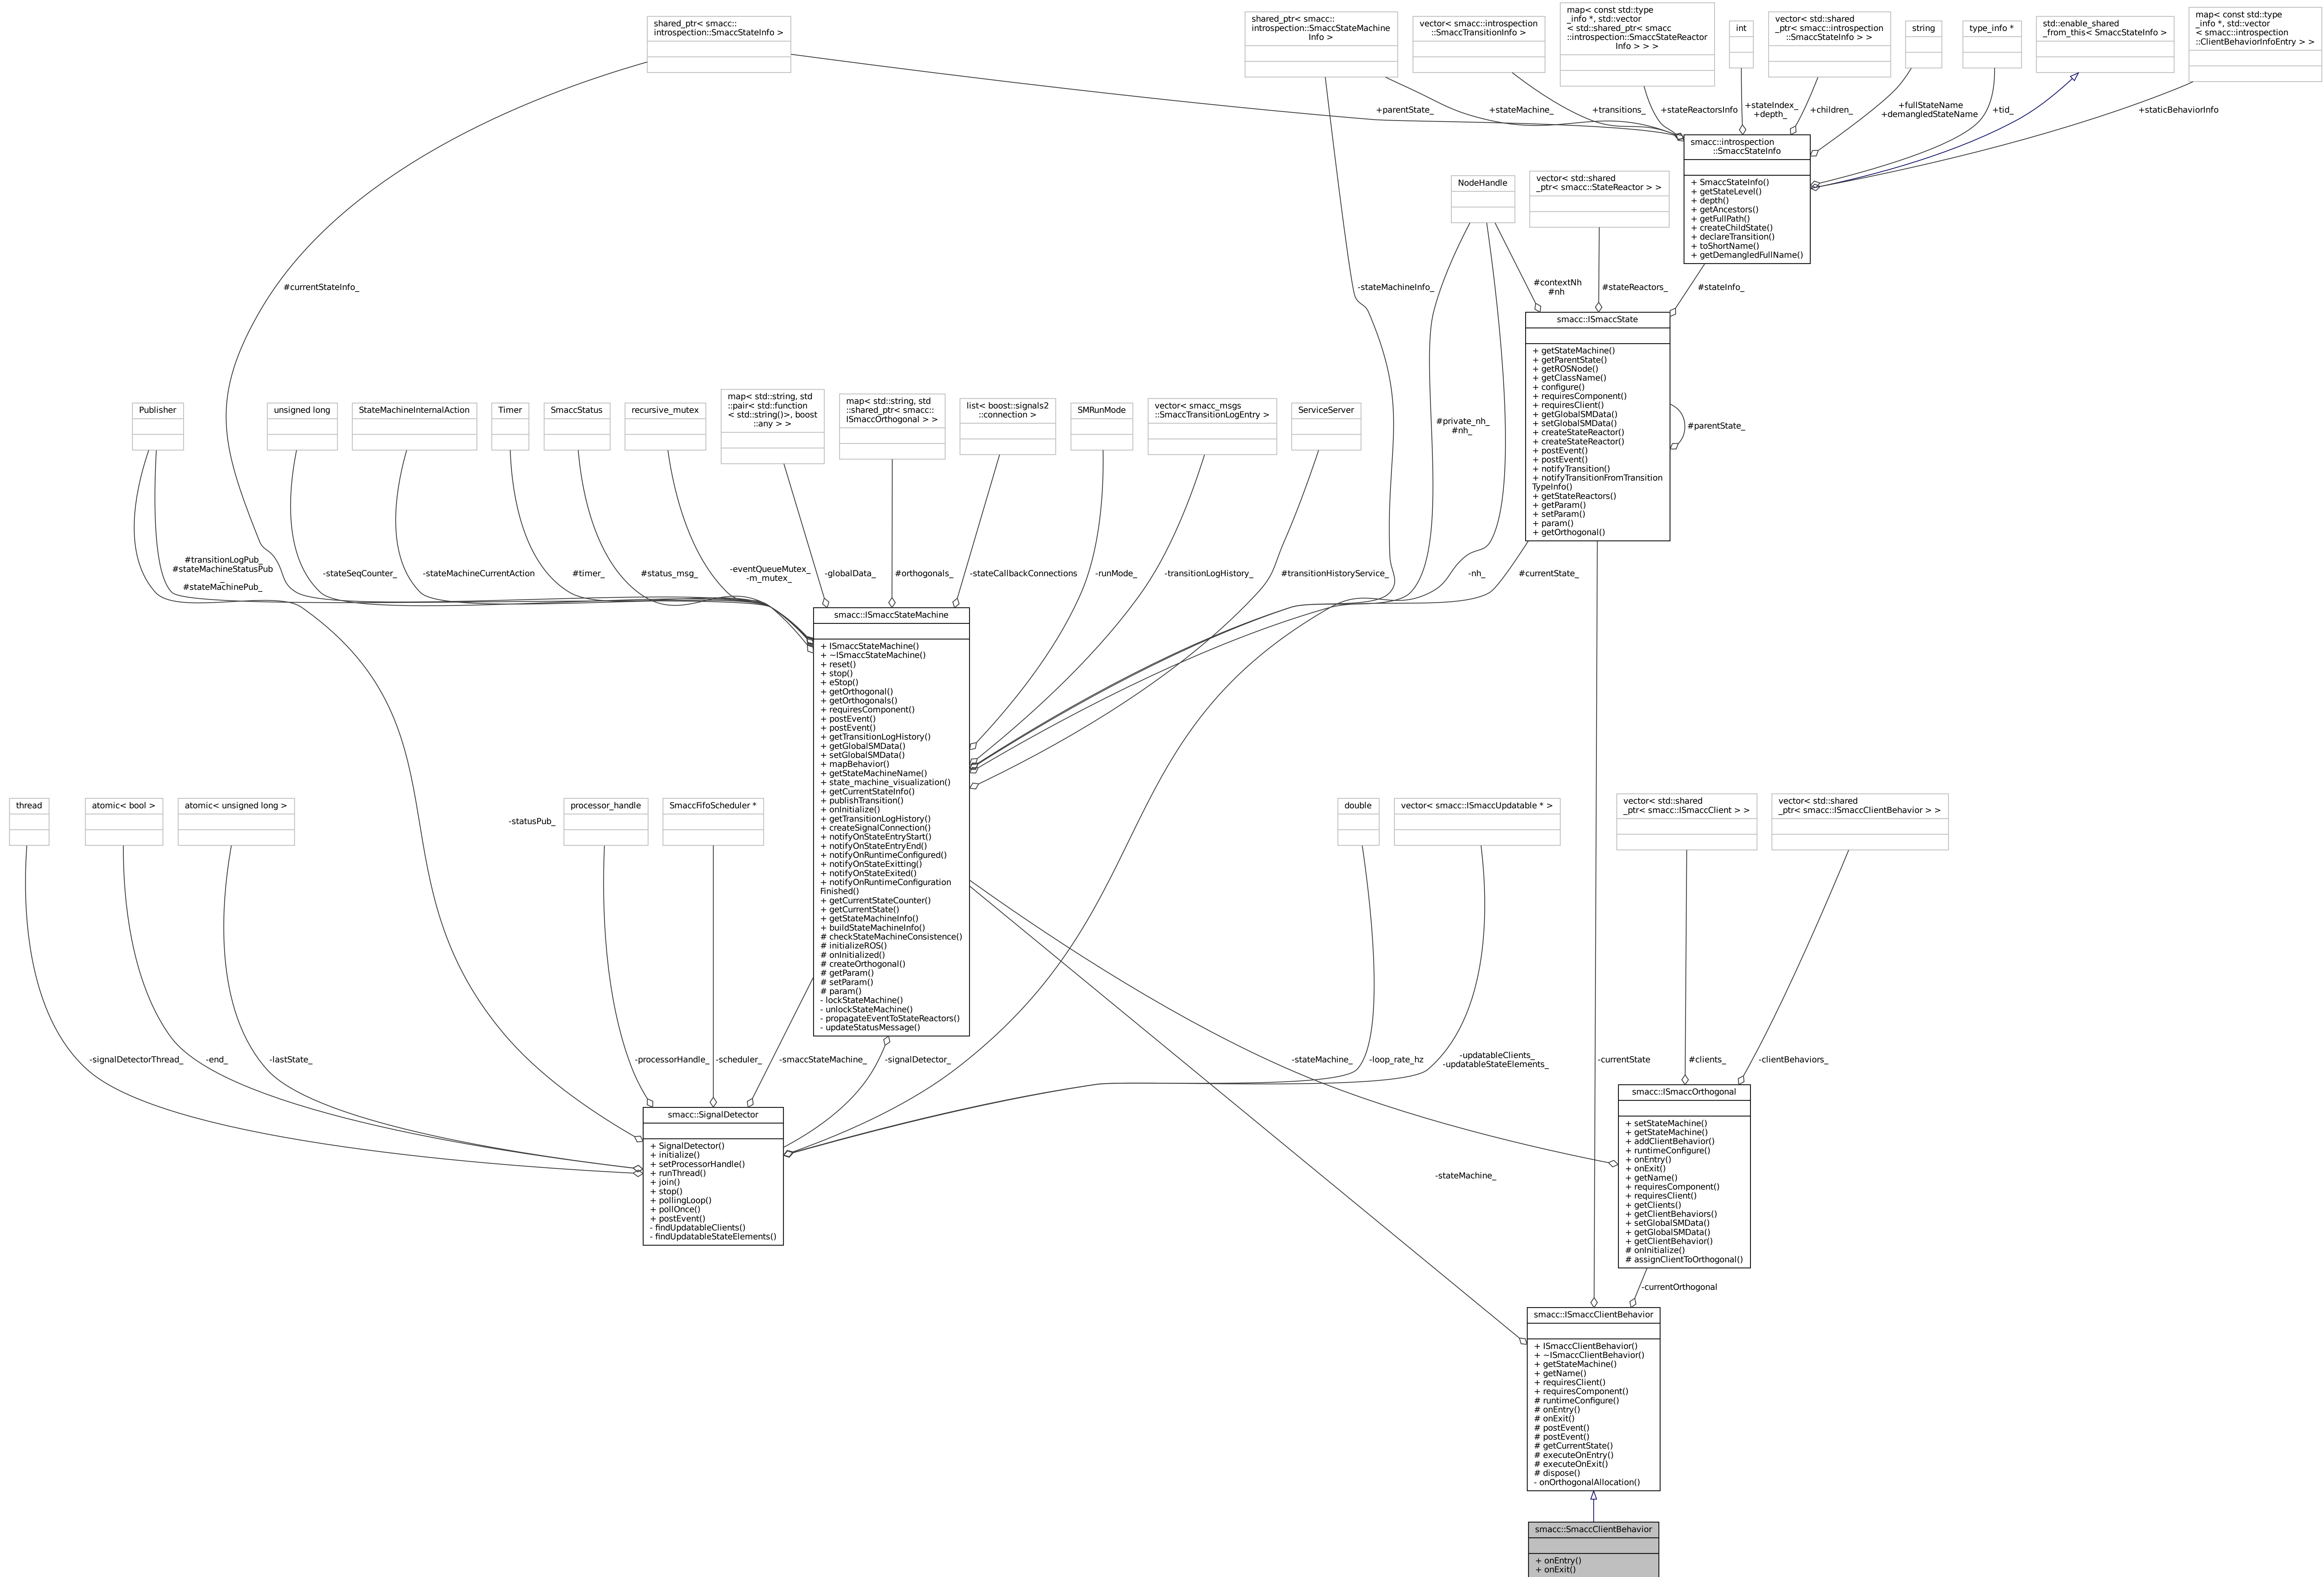 shared_ptr< smacc::
introspection::SmaccStateInfo >
shared_ptr< smacc::
introspection::SmaccStateMachine
Info >
vector< smacc::introspection
::SmaccTransitionInfo >
map< const std::type
_info *, std::vector
< std::shared_ptr< smacc
::introspection::SmaccStateReactor
Info > > >
int
vector< std::shared
_ptr< smacc::introspection
::SmaccStateInfo > >
string
type_info *
std::enable_shared
_from_this< SmaccStateInfo >
map< const std::type
_info *, std::vector
< smacc::introspection
::ClientBehaviorInfoEntry > >
+parentState_
+stateMachine_
+transitions_
+stateReactorsInfo
+stateIndex_
+depth_
+children_
+fullStateName
+demangledStateName
+tid_
+staticBehaviorInfo
smacc::introspection
::SmaccStateInfo
+ SmaccStateInfo()
+ getStateLevel()
+ depth()
+ getAncestors()
+ getFullPath()
+ createChildState()
+ declareTransition()
+ toShortName()
+ getDemangledFullName()
NodeHandle
vector< std::shared
_ptr< smacc::StateReactor > >
#currentStateInfo_
-stateMachineInfo_
#contextNh
#nh
#stateReactors_
#stateInfo_
smacc::ISmaccState
+ getStateMachine()
+ getParentState()
+ getROSNode()
+ getClassName()
+ configure()
+ requiresComponent()
+ requiresClient()
+ getGlobalSMData()
+ setGlobalSMData()
+ createStateReactor()
+ createStateReactor()
+ postEvent()
+ postEvent()
+ notifyTransition()
+ notifyTransitionFromTransition
TypeInfo()
+ getStateReactors()
+ getParam()
+ setParam()
+ param()
+ getOrthogonal()
#parentState_
#private_nh_
#nh_
Publisher
unsigned long
StateMachineInternalAction
Timer
SmaccStatus
recursive_mutex
map< std::string, std
::pair< std::function
< std::string()>, boost
::any > >
map< std::string, std
::shared_ptr< smacc::
ISmaccOrthogonal > >
list< boost::signals2
::connection >
SMRunMode
vector< smacc_msgs
::SmaccTransitionLogEntry >
ServiceServer
#transitionLogPub_
#stateMachineStatusPub
_
#stateMachinePub_
-stateSeqCounter_
-stateMachineCurrentAction
#timer_
#status_msg_
-eventQueueMutex_
-m_mutex_
-globalData_
#orthogonals_
-stateCallbackConnections
-runMode_
-transitionLogHistory_
#transitionHistoryService_
-nh_
#currentState_
smacc::ISmaccStateMachine
+ ISmaccStateMachine()
+ ~ISmaccStateMachine()
+ reset()
+ stop()
+ eStop()
+ getOrthogonal()
+ getOrthogonals()
+ requiresComponent()
+ postEvent()
+ postEvent()
+ getTransitionLogHistory()
+ getGlobalSMData()
+ setGlobalSMData()
+ mapBehavior()
+ getStateMachineName()
+ state_machine_visualization()
+ getCurrentStateInfo()
+ publishTransition()
+ onInitialize()
+ getTransitionLogHistory()
+ createSignalConnection()
+ notifyOnStateEntryStart()
+ notifyOnStateEntryEnd()
+ notifyOnRuntimeConfigured()
+ notifyOnStateExitting()
+ notifyOnStateExited()
+ notifyOnRuntimeConfiguration
Finished()
+ getCurrentStateCounter()
+ getCurrentState()
+ getStateMachineInfo()
+ buildStateMachineInfo()
# checkStateMachineConsistence()
# initializeROS()
# onInitialized()
# createOrthogonal()
# getParam()
# setParam()
# param()
- lockStateMachine()
- unlockStateMachine()
- propagateEventToStateReactors()
- updateStatusMessage()
thread
atomic< bool >
atomic< unsigned long >
-statusPub_
processor_handle
SmaccFifoScheduler *
double
vector< smacc::ISmaccUpdatable * >
vector< std::shared
_ptr< smacc::ISmaccClient > >
vector< std::shared
_ptr< smacc::ISmaccClientBehavior > >
-signalDetectorThread_
-end_
-lastState_
-processorHandle_
-scheduler_
-smaccStateMachine_
-signalDetector_
-stateMachine_
-loop_rate_hz
-updatableClients_
-updatableStateElements_
-currentState
#clients_
-clientBehaviors_
smacc::SignalDetector
+ SignalDetector()
+ initialize()
+ setProcessorHandle()
+ runThread()
+ join()
+ stop()
+ pollingLoop()
+ pollOnce()
+ postEvent()
- findUpdatableClients()
- findUpdatableStateElements()
smacc::ISmaccOrthogonal
+ setStateMachine()
+ getStateMachine()
+ addClientBehavior()
+ runtimeConfigure()
+ onEntry()
+ onExit()
+ getName()
+ requiresComponent()
+ requiresClient()
+ getClients()
+ getClientBehaviors()
+ setGlobalSMData()
+ getGlobalSMData()
+ getClientBehavior()
# onInitialize()
# assignClientToOrthogonal()
-stateMachine_
-currentOrthogonal
smacc::ISmaccClientBehavior
+ ISmaccClientBehavior()
+ ~ISmaccClientBehavior()
+ getStateMachine()
+ getName()
+ requiresClient()
+ requiresComponent()
# runtimeConfigure()
# onEntry()
# onExit()
# postEvent()
# postEvent()
# getCurrentState()
# executeOnEntry()
# executeOnExit()
# dispose()
- onOrthogonalAllocation()
smacc::SmaccClientBehavior
+ onEntry()
+ onExit()